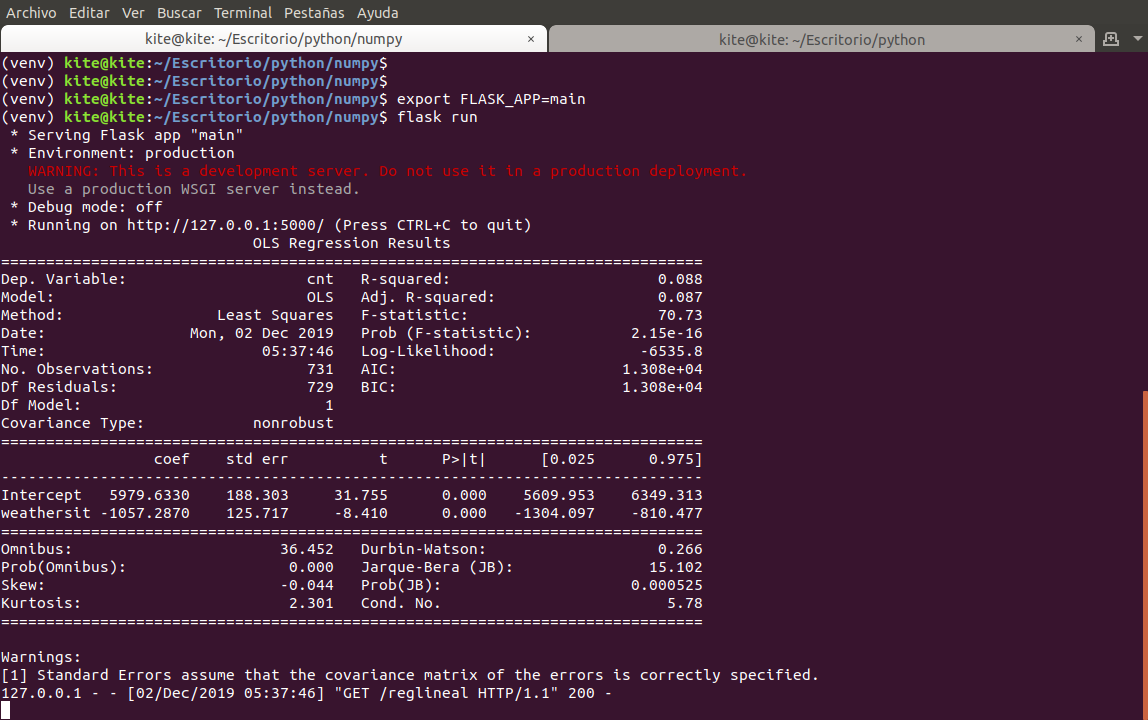 Archivo Editar Ver Buscar Terminal Pestañas Ayuda
kite@kite: ~/Escritorio/python/numpy × kite@kite: ~/Escritorio/python ×
(venv) kite@kite:~/Escritorio/python/numpy$
(venv) kite@kite:~/Escritorio/python/numpy$
(venv) kite@kite:~/Escritorio/python/numpy$ export FLASK_APP=main
(venv) kite@kite:~/Escritorio/python/numpy$ flask run
 * Serving Flask app "main"
 * Environment: production
   WARNING: This is a development server. Do not use it in a production deployment.
   Use a production WSGI server instead.
 * Debug mode: off
 * Running on http://127.0.0.1:5000/ (Press CTRL+C to quit)
                            OLS Regression Results
==============================================================================
Dep. Variable:                    cnt   R-squared:                       0.088
Model:                            OLS   Adj. R-squared:                  0.087
Method:                 Least Squares   F-statistic:                     70.73
Date:                Mon, 02 Dec 2019   Prob (F-statistic):           2.15e-16
Time:                        05:37:46   Log-Likelihood:                -6535.8
No. Observations:                 731   AIC:                         1.308e+04
Df Residuals:                     729   BIC:                         1.308e+04
Df Model:                           1
Covariance Type:            nonrobust
==============================================================================
                 coef    std err          t      P>|t|      [0.025      0.975]
------------------------------------------------------------------------------
Intercept   5979.6330    188.303     31.755      0.000    5609.953    6349.313
weathersit -1057.2870    125.717     -8.410      0.000   -1304.097    -810.477
==============================================================================
Omnibus:                       36.452   Durbin-Watson:                   0.266
Prob(Omnibus):                  0.000   Jarque-Bera (JB):               15.102
Skew:                          -0.044   Prob(JB):                     0.000525
Kurtosis:                       2.301   Cond. No.                         5.78
==============================================================================

Warnings:
[1] Standard Errors assume that the covariance matrix of the errors is correctly specified.
127.0.0.1 - - [02/Dec/2019 05:37:46] "GET /reglineal HTTP/1.1" 200 -